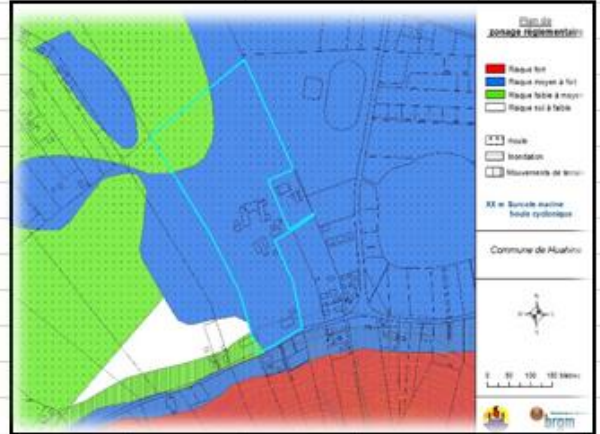 Plan de
zonage réglementaire
Risque fort
Risque moyen à fort
Risque faible à moyen
Risque nul à faible
Houle
Inondation
Mouvements de terrain
XX m Surcote marine
houle cyclonique
Commune de Huahine
N
0 50 100 150 Mètres
brgm